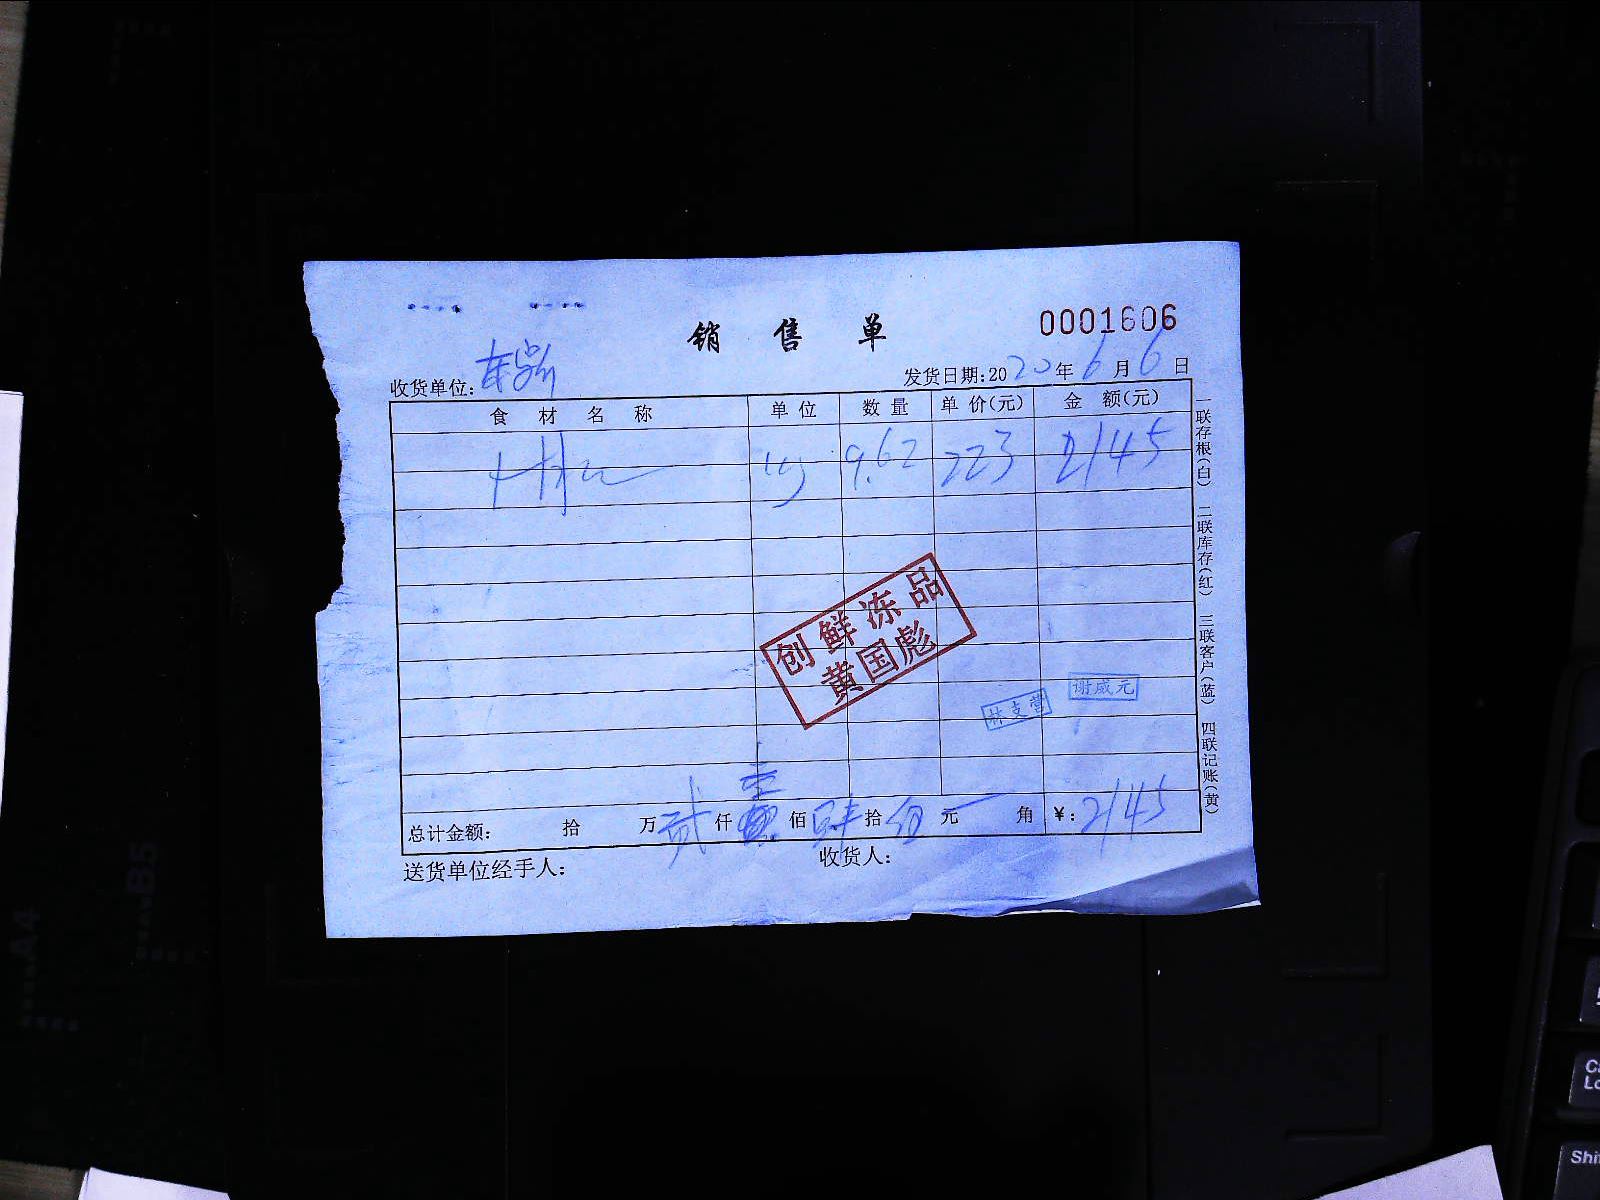 销 售 单
0001606
收货单位:
发货日期:2020年6月6日
食 材 名 称 单 位 数 量 单 价(元) 金 额(元)
9.62 223 2145
创鲜冻品
黄国彪
林支营
谢威元
总计金额: 拾 万 贰 仟 壹 佰 肆 拾 伍 元 角 ¥:2145
送货单位经手人: 收货人:
一联存根(白) 二联库存(红) 三联客户(蓝) 四联记账(黄)
A4
B5
Shi